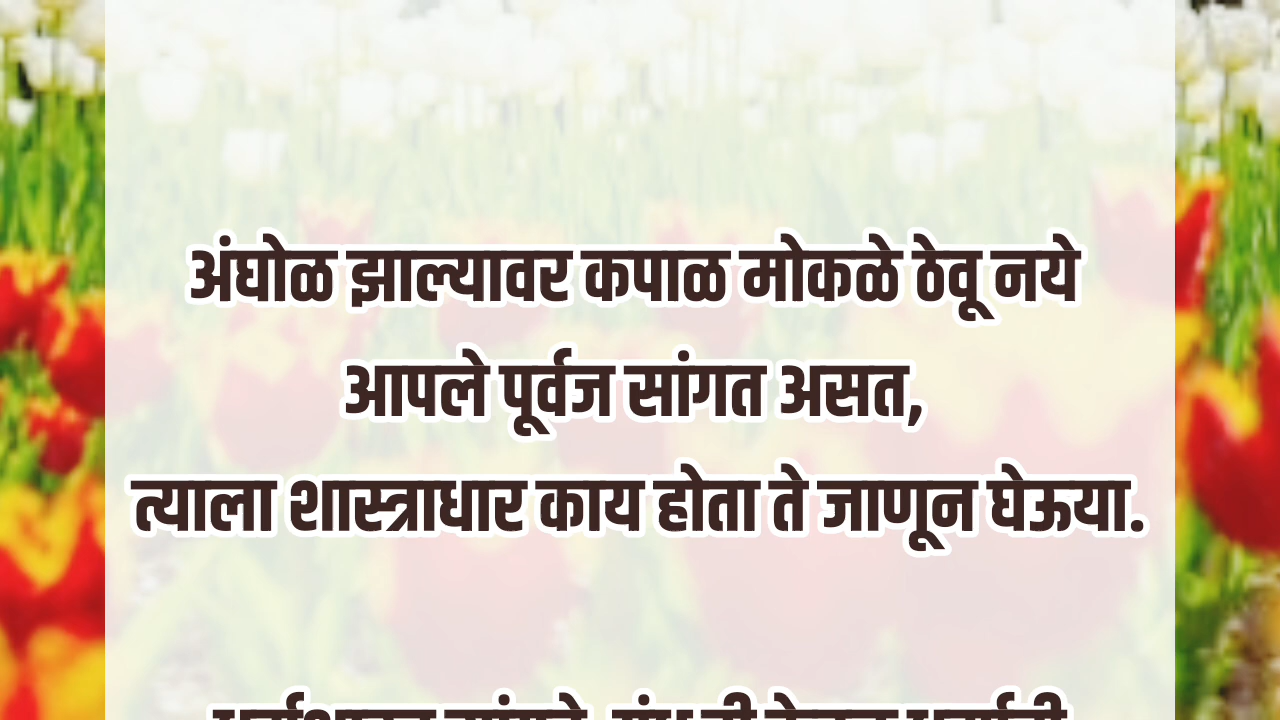 अंघोळ झाल्यावर कपाळ मोकळे ठेवू नये
आपले पूर्वज सांगत असत,
त्याला शास्त्राधार काय होता ते जाणून घेऊया.